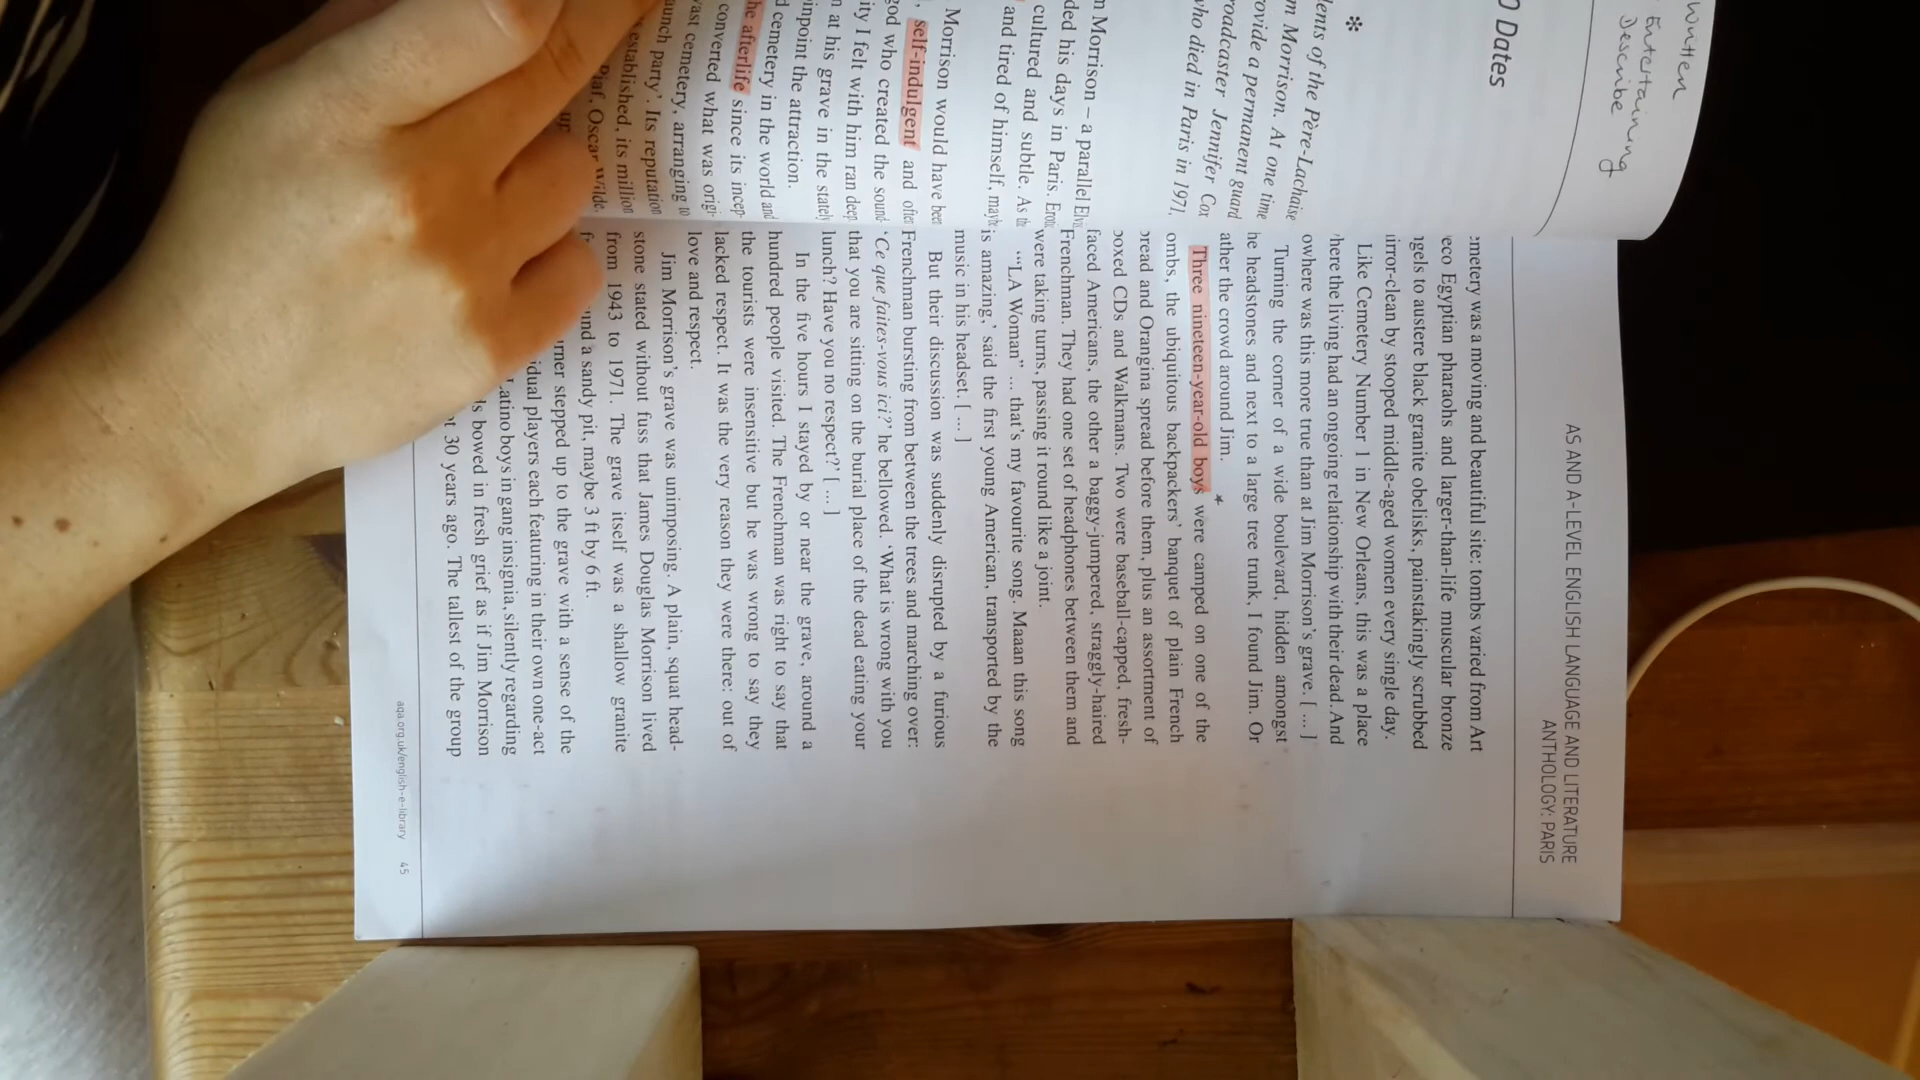 Written
Entertaining
Describe
0 Dates
*
dents of the Père-Lachaise
m Morrison. At one time
rovide a permanent guard
roadcaster Jennifer Cox
who died in Paris in 1971.
m Morrison – a parallel
ded his days in Paris.
cultured and subtle. As
and tired of himself,
Morrison would have
self-indulgent and
god who created the sound
ity I felt with him ran deep
n at his grave in the stately
inpoint the attraction.
d cemetery in the world and
he afterlife since its incep-
converted what was origi-
vast cemetery, arranging to
aunch party'. Its reputation
established, its million
Piaf, Oscar Wilde,
up
AS AND A-LEVEL ENGLISH LANGUAGE AND LITERATURE
ANTHOLOGY: PARIS
emetery was a moving and beautiful site: tombs varied from Art
eco Egyptian pharaohs and larger-than-life muscular bronze
ngels to austere black granite obelisks, painstakingly scrubbed
irror-clean by stooped middle-aged women every single day.
Like Cemetery Number 1 in New Orleans, this was a place
here the living had an ongoing relationship with their dead. And
owhere was this more true than at Jim Morrison's grave. [ ... ]
Turning the corner of a wide boulevard, hidden amongst
he headstones and next to a large tree trunk, I found Jim. Or
ather the crowd around Jim.
*
Three nineteen-year-old boys were camped on one of the
ombs, the ubiquitous backpackers' banquet of plain French
bread and Orangina spread before them, plus an assortment of
boxed CDs and Walkmans. Two were baseball-capped, fresh-
faced Americans, the other a baggy-jumpered, straggly-haired
Frenchman. They had one set of headphones between them and
were taking turns, passing it round like a joint.
'"LA Woman" ... that's my favourite song. Maaan this song
is amazing,' said the first young American, transported by the
music in his headset. [ ... ]
But their discussion was suddenly disrupted by a furious
Frenchman bursting from between the trees and marching over:
'Ce que faites-vous ici?' he bellowed. 'What is wrong with you
that you are sitting on the burial place of the dead eating your
lunch? Have you no respect?' [ ... ]
In the five hours I stayed by or near the grave, around a
hundred people visited. The Frenchman was right to say that
the tourists were insensitive but he was wrong to say they
lacked respect. It was the very reason they were there: out of
love and respect.
Jim Morrison's grave was unimposing. A plain, squat head-
stone stated without fuss that James Douglas Morrison lived
from 1943 to 1971. The grave itself was a shallow granite
und a sandy pit, maybe 3 ft by 6 ft.
rner stepped up to the grave with a sense of the
idual players each featuring in their own one-act
Latino boys in gang insignia, silently regarding
ds bowed in fresh grief as if Jim Morrison
30 years ago. The tallest of the group
aqa.org.uk/english-e-library 45